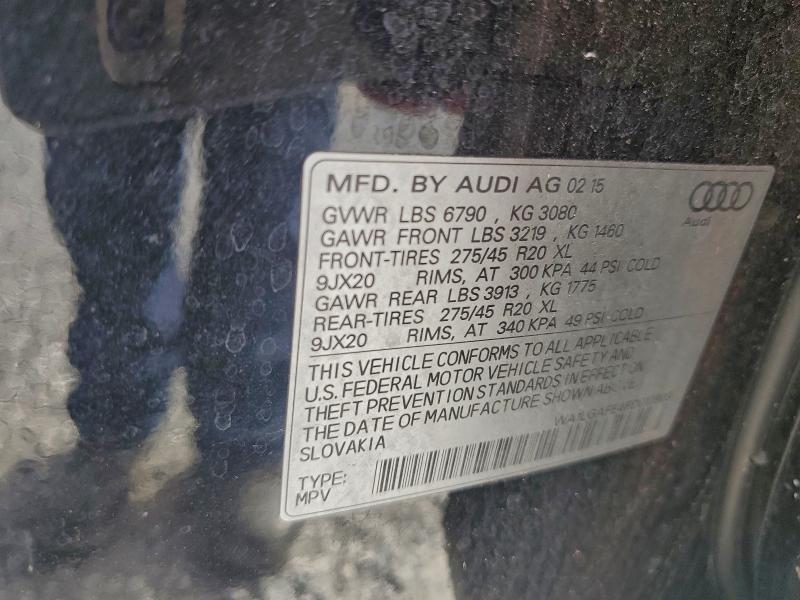 MFD. BY AUDI AG 02 15
Audi
GVWR LBS 6790 , KG 3080
GAWR FRONT LBS 3219 , KG 1460
FRONT-TIRES 275/45 R20 XL
9JX20 RIMS, AT 300 KPA 44 PSI COLD
GAWR REAR LBS 3913 , KG 1775
REAR-TIRES 275/45 R20 XL
9JX20 RIMS, AT 340 KPA 49 PSI COLD
THIS VEHICLE CONFORMS TO ALL APPLICABLE
U.S. FEDERAL MOTOR VEHICLE SAFETY AND
THEFT PREVENTION STANDARDS IN EFFECT ON
THE DATE OF MANUFACTURE SHOWN ABOVE
SLOVAKIA
TYPE:
MPV